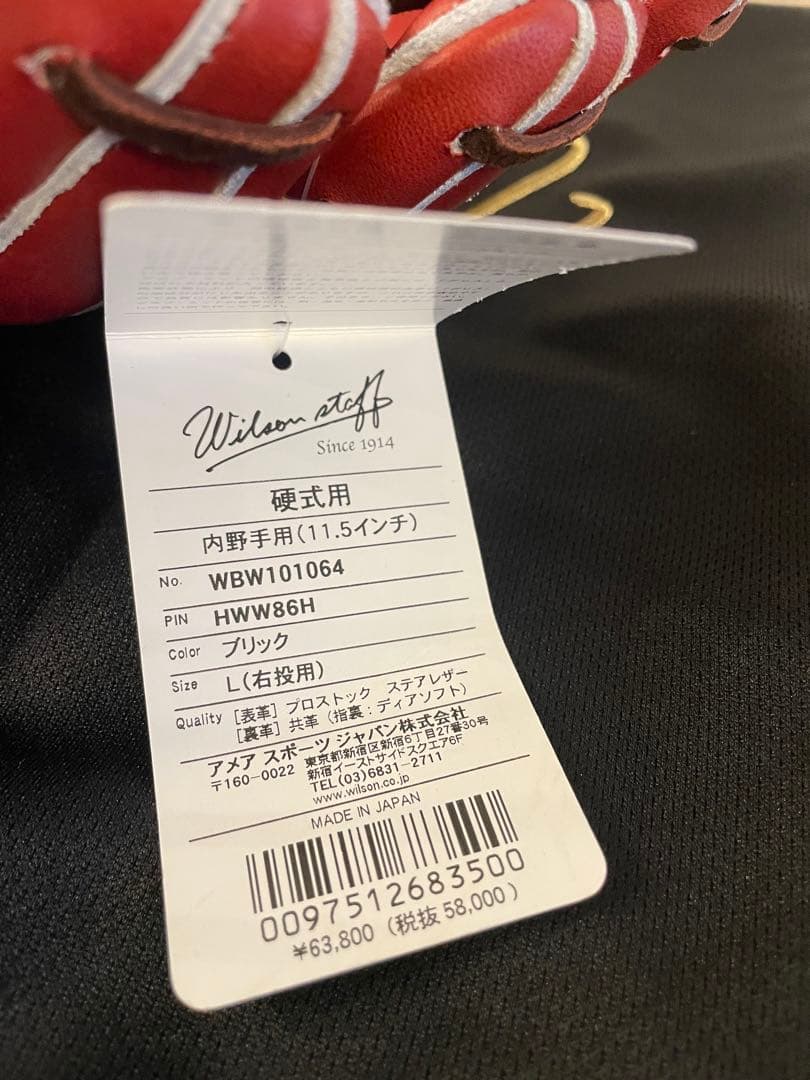 Wilson staff
Since 1914
硬式用
内野手用(11.5インチ)
No. WBW101064
PIN HWW86H
Color ブリック
Size L(右投用)
Quality [表革] プロストック ステアレザー
[裏革] 共革 (指裏:ディアソフト)
アメア スポーツ ジャパン株式会社
〒160-0022 東京都新宿区新宿6丁目27番30号
新宿イーストサイドスクエア6F
TEL(03)6831-2711
www.wilson.co.jp
MADE IN JAPAN
0097512683500
¥63,800 (税抜 58,000)